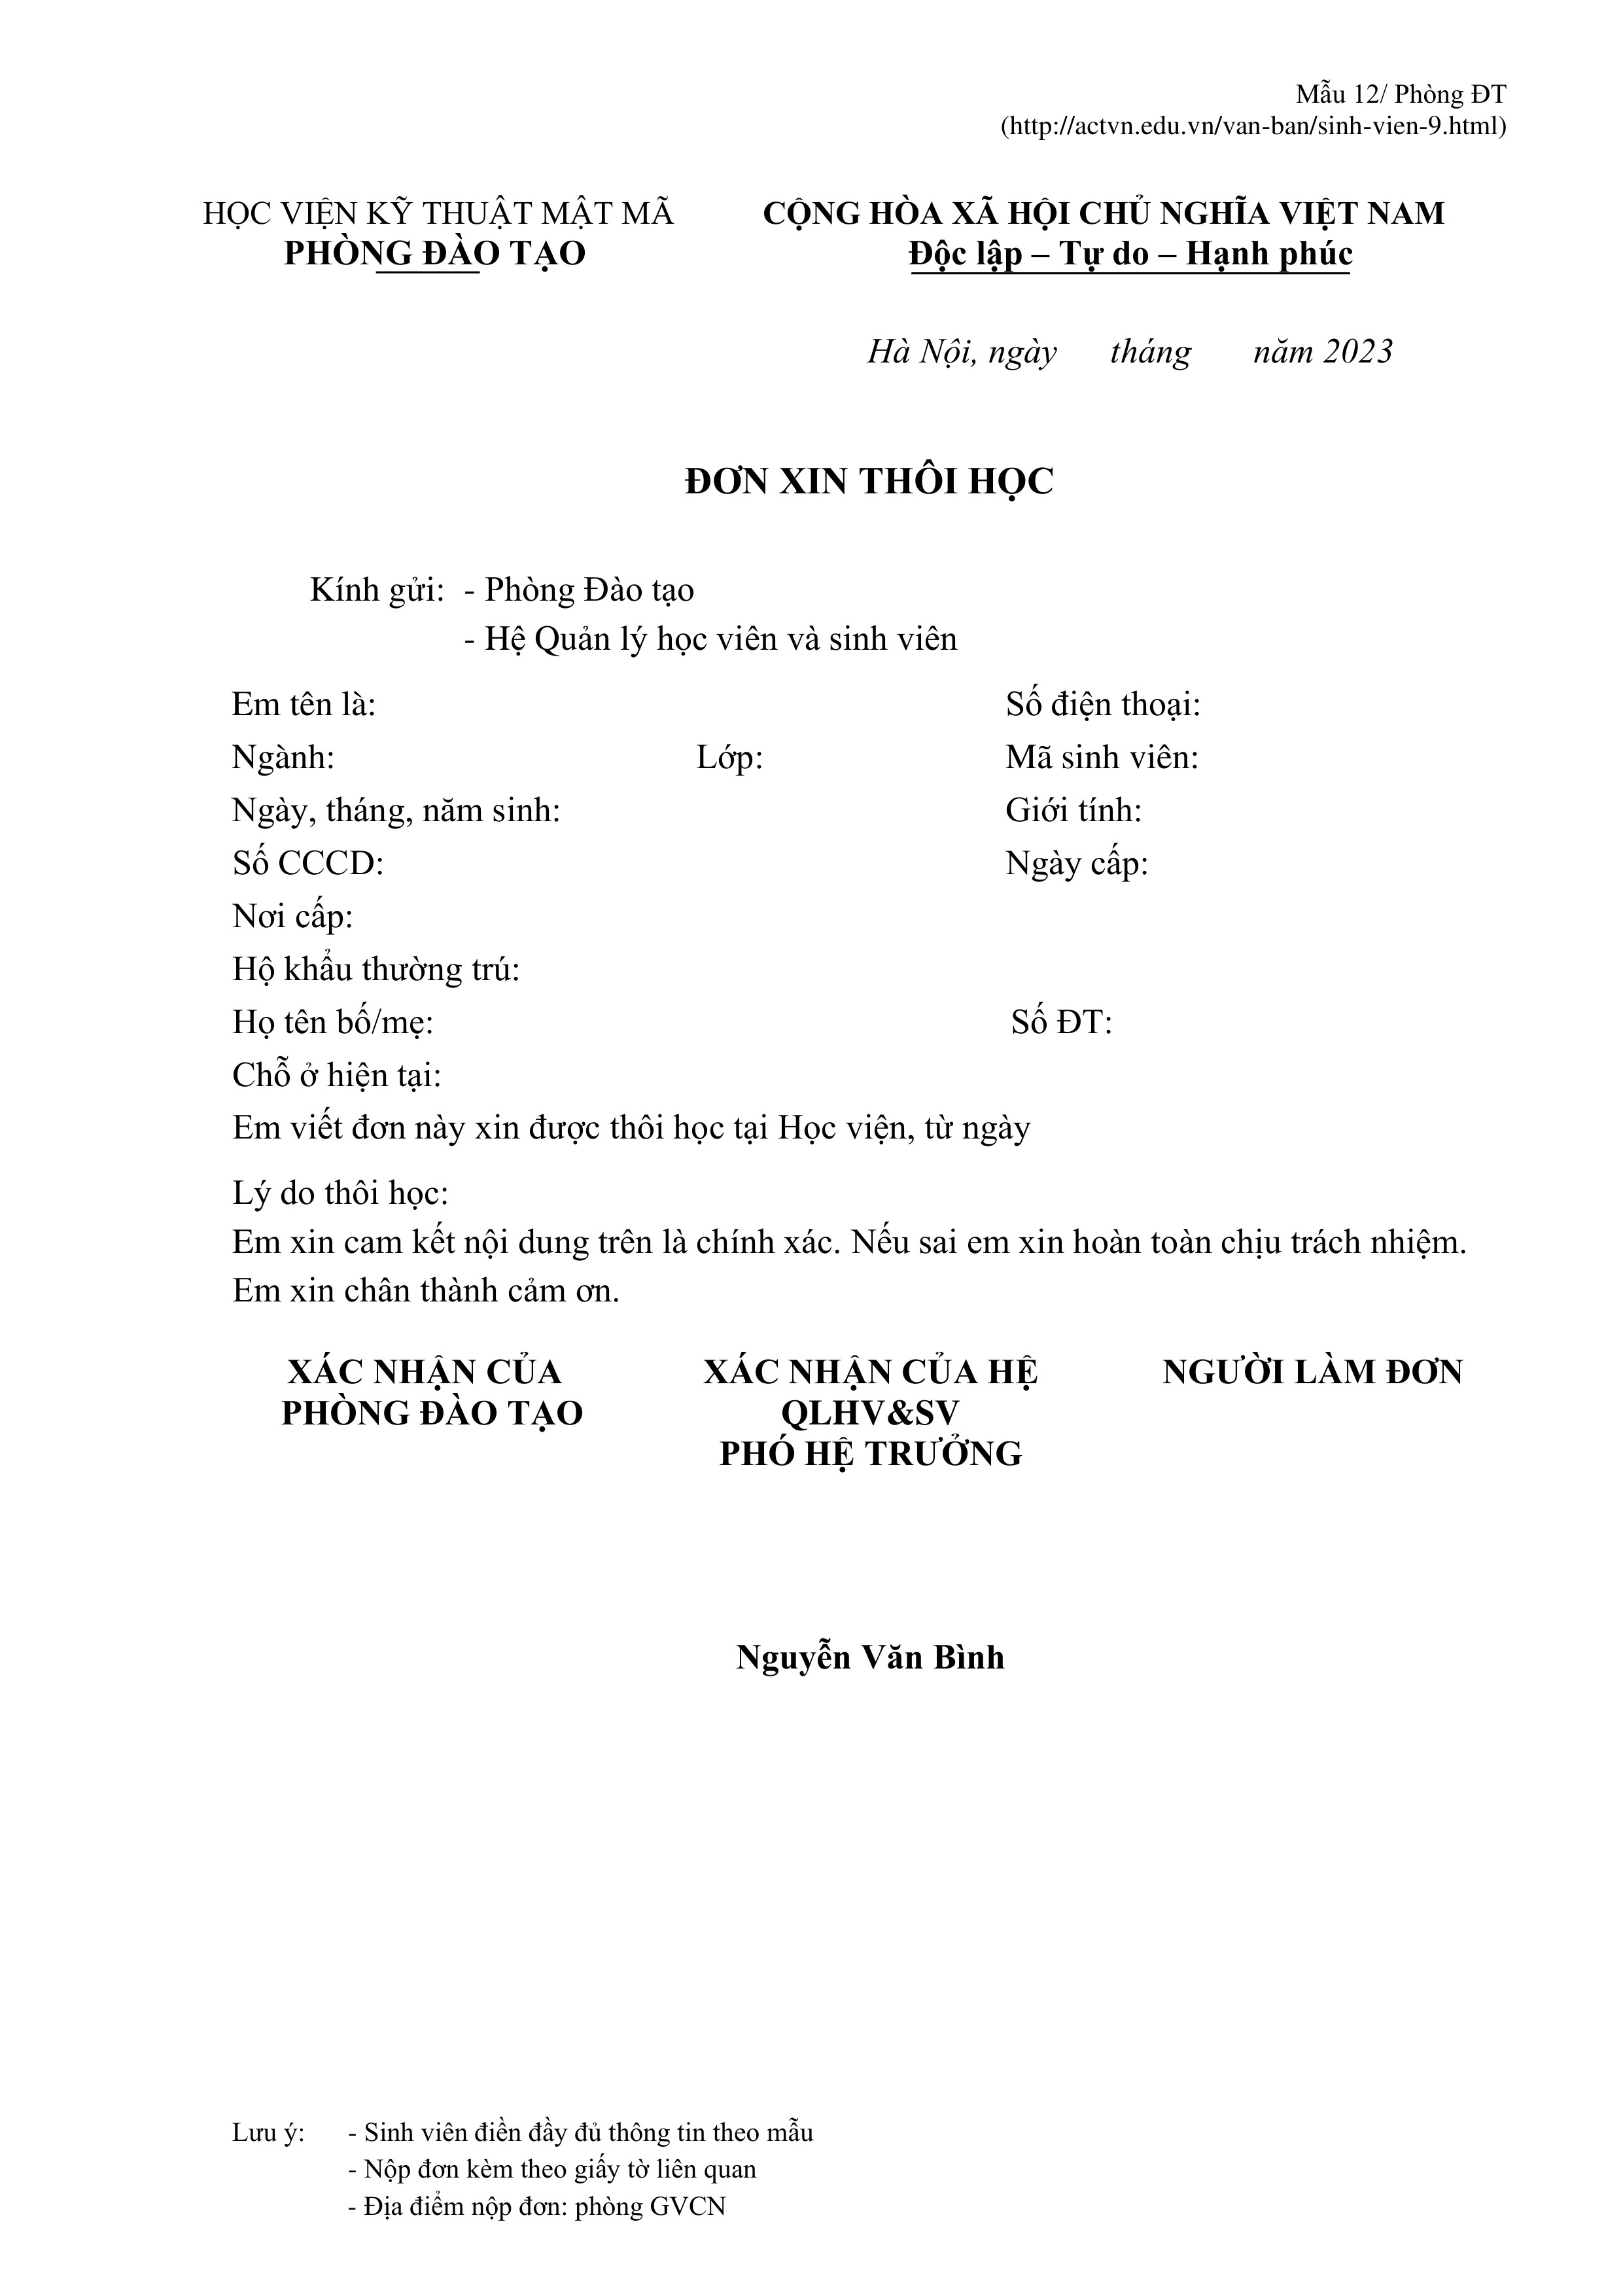 Mẫu 12/ Phòng ĐT
(http://actvn.edu.vn/van-ban/sinh-vien-9.html)
HỌC VIỆN KỸ THUẬT MẬT MÃ
PHÒNG ĐÀO TẠO
CỘNG HÒA XÃ HỘI CHỦ NGHĨA VIỆT NAM
Độc lập – Tự do – Hạnh phúc
Hà Nội, ngày tháng năm 2023
ĐƠN XIN THÔI HỌC
Kính gửi: - Phòng Đào tạo
- Hệ Quản lý học viên và sinh viên
Em tên là: Số điện thoại:
Ngành: Lớp: Mã sinh viên:
Ngày, tháng, năm sinh: Giới tính:
Số CCCD: Ngày cấp:
Nơi cấp:
Hộ khẩu thường trú:
Họ tên bố/mẹ: Số ĐT:
Chỗ ở hiện tại:
Em viết đơn này xin được thôi học tại Học viện, từ ngày
Lý do thôi học:
Em xin cam kết nội dung trên là chính xác. Nếu sai em xin hoàn toàn chịu trách nhiệm.
Em xin chân thành cảm ơn.
XÁC NHẬN CỦA
PHÒNG ĐÀO TẠO
XÁC NHẬN CỦA HỆ
QLHV&SV
PHÓ HỆ TRƯỞNG
NGƯỜI LÀM ĐƠN
Nguyễn Văn Bình
Lưu ý: - Sinh viên điền đầy đủ thông tin theo mẫu
- Nộp đơn kèm theo giấy tờ liên quan
- Địa điểm nộp đơn: phòng GVCN